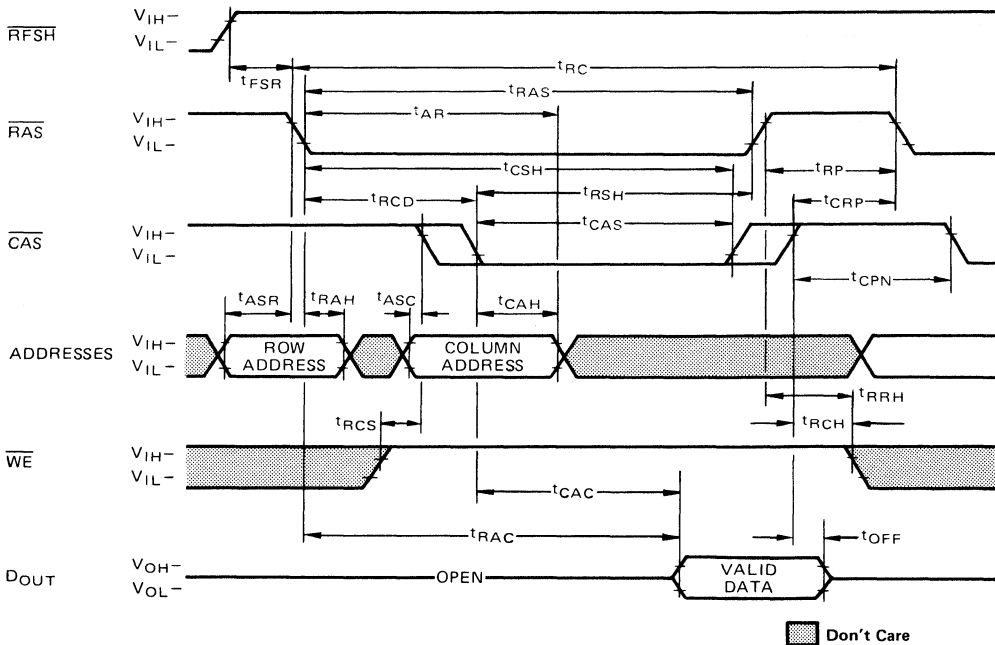 RFSH
VIH–
VIL–
tFSR
tRC
tRAS
tAR
RAS
VIH–
VIL–
tCSH
tRP
tRCD
tRSH
tCRP
CAS
VIH–
VIL–
tCAS
tCPN
tASR
tRAH
tASC
tCAH
ADDRESSES
VIH–
VIL–
ROW
ADDRESS
COLUMN
ADDRESS
tRRH
tRCS
tRCH
WE
VIH–
VIL–
tCAC
tRAC
tOFF
DOUT
VOH–
VOL–
OPEN
VALID
DATA
Don't Care